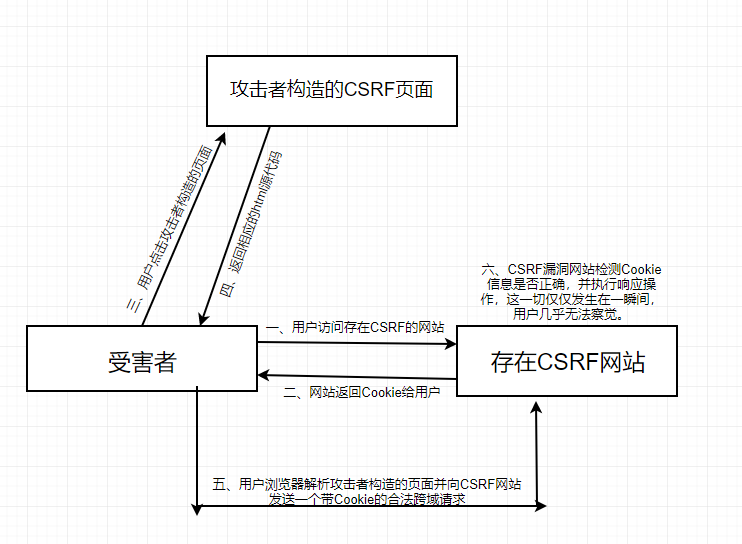 攻击者构造的CSRF页面
三、用户点击攻击者构造的页面
四、返回相应的html源代码
六、CSRF漏洞网站检测Cookie
信息是否正确，并执行响应操
作，这一切仅仅发生在一瞬间，
用户几乎无法察觉。
一、用户访问存在CSRF的网站
受害者
存在CSRF网站
二、网站返回Cookie给用户
五、用户浏览器解析攻击者构造的页面并向CSRF网站
发送一个带Cookie的合法跨域请求